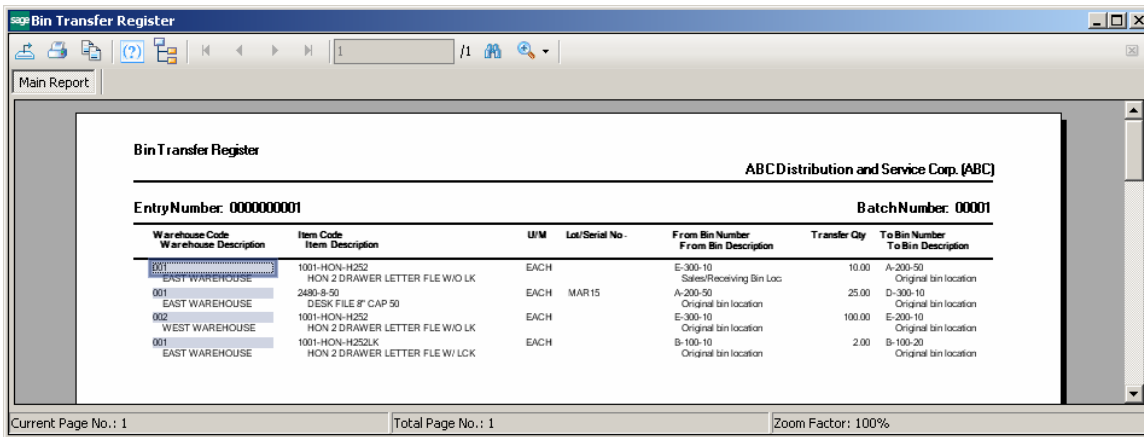 sage Bin Transfer Register
(?) 1 /1
Main Report
Bin Transfer Register
ABC Distribution and Service Corp. (ABC)
Entry Number: 0000000001 Batch Number: 00001
Warehouse Code Item Code U/M Lot/Serial No- From Bin Number Transfer Qty To Bin Number
Warehouse Description Item Description From Bin Description To Bin Description
001 1001-HON-H252 EACH E-300-10 10.00 A-200-50
EAST WAREHOUSE HON 2 DRAWER LETTER FLE W/O LK Sales/Receiving Bin Loc Original bin location
001 2480-8-50 EACH MAR15 A-200-50 25.00 D-300-10
EAST WAREHOUSE DESK FILE 8" CAP 50 Original bin location Original bin location
002 1001-HON-H252 EACH E-300-10 100.00 E-200-10
WEST WAREHOUSE HON 2 DRAWER LETTER FLE W/O LK Original bin location Original bin location
001 1001-HON-H252LK EACH B-100-10 2.00 B-100-20
EAST WAREHOUSE HON 2 DRAWER LETTER FLE W/ LCK Original bin location Original bin location
Current Page No.: 1 Total Page No.: 1 Zoom Factor: 100%